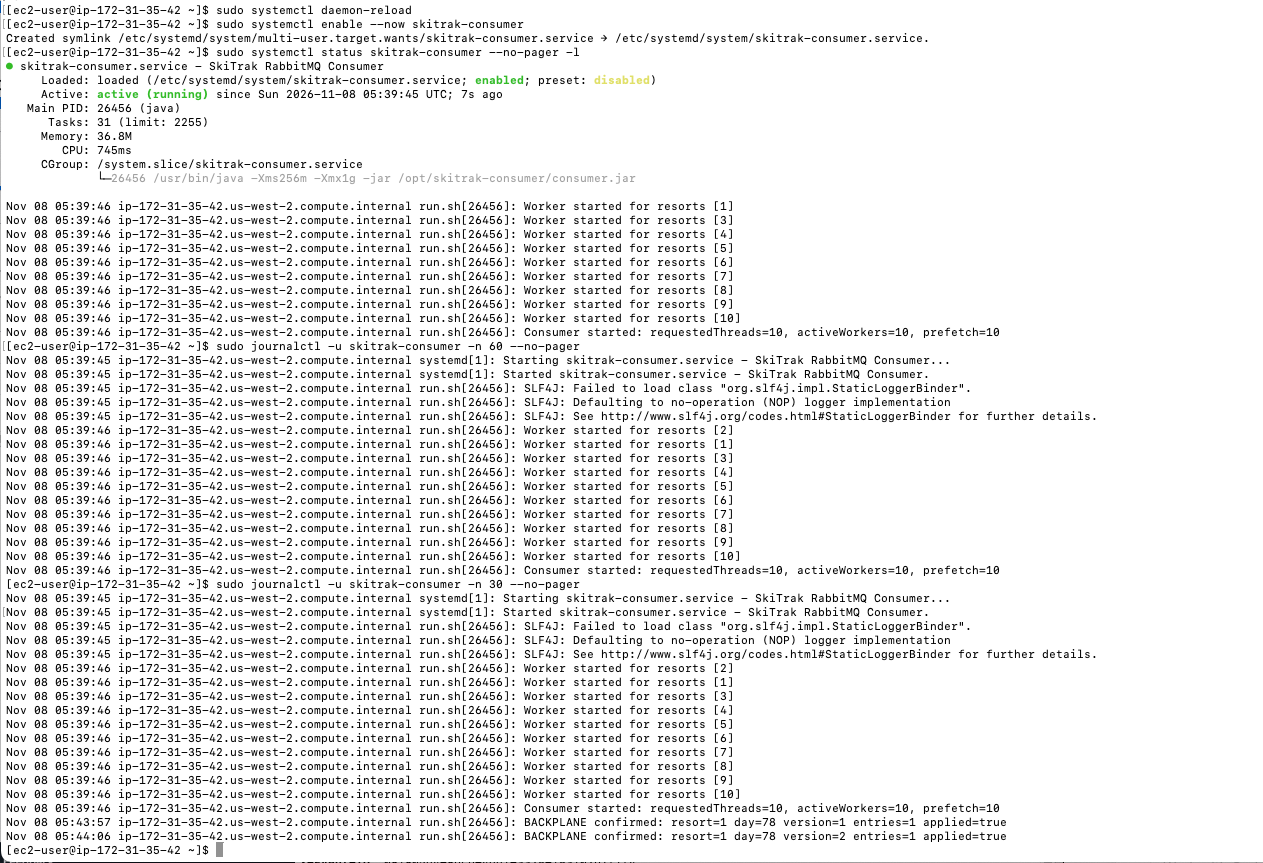 [[ec2-user@ip-172-31-35-42 ~]$ sudo systemctl daemon-reload
[[ec2-user@ip-172-31-35-42 ~]$ sudo systemctl enable --now skitrak-consumer
Created symlink /etc/systemd/system/multi-user.target.wants/skitrak-consumer.service → /etc/systemd/system/skitrak-consumer.service.
[[ec2-user@ip-172-31-35-42 ~]$ sudo systemctl status skitrak-consumer --no-pager -l
● skitrak-consumer.service - SkiTrak RabbitMQ Consumer
Loaded: loaded (/etc/systemd/system/skitrak-consumer.service; enabled; preset: disabled)
Active: active (running) since Sun 2026-11-08 05:39:45 UTC; 7s ago
Main PID: 26456 (java)
Tasks: 31 (limit: 2255)
Memory: 36.8M
CPU: 745ms
CGroup: /system.slice/skitrak-consumer.service
└─26456 /usr/bin/java -Xms256m -Xmx1g -jar /opt/skitrak-consumer/consumer.jar
Nov 08 05:39:46 ip-172-31-35-42.us-west-2.compute.internal run.sh[26456]: Worker started for resorts [1]
Nov 08 05:39:46 ip-172-31-35-42.us-west-2.compute.internal run.sh[26456]: Worker started for resorts [3]
Nov 08 05:39:46 ip-172-31-35-42.us-west-2.compute.internal run.sh[26456]: Worker started for resorts [4]
Nov 08 05:39:46 ip-172-31-35-42.us-west-2.compute.internal run.sh[26456]: Worker started for resorts [5]
Nov 08 05:39:46 ip-172-31-35-42.us-west-2.compute.internal run.sh[26456]: Worker started for resorts [6]
Nov 08 05:39:46 ip-172-31-35-42.us-west-2.compute.internal run.sh[26456]: Worker started for resorts [7]
Nov 08 05:39:46 ip-172-31-35-42.us-west-2.compute.internal run.sh[26456]: Worker started for resorts [8]
Nov 08 05:39:46 ip-172-31-35-42.us-west-2.compute.internal run.sh[26456]: Worker started for resorts [9]
Nov 08 05:39:46 ip-172-31-35-42.us-west-2.compute.internal run.sh[26456]: Worker started for resorts [10]
Nov 08 05:39:46 ip-172-31-35-42.us-west-2.compute.internal run.sh[26456]: Consumer started: requestedThreads=10, activeWorkers=10, prefetch=10
[[ec2-user@ip-172-31-35-42 ~]$ sudo journalctl -u skitrak-consumer -n 60 --no-pager
Nov 08 05:39:45 ip-172-31-35-42.us-west-2.compute.internal systemd[1]: Starting skitrak-consumer.service - SkiTrak RabbitMQ Consumer...
Nov 08 05:39:45 ip-172-31-35-42.us-west-2.compute.internal systemd[1]: Started skitrak-consumer.service - SkiTrak RabbitMQ Consumer.
Nov 08 05:39:45 ip-172-31-35-42.us-west-2.compute.internal run.sh[26456]: SLF4J: Failed to load class "org.slf4j.impl.StaticLoggerBinder".
Nov 08 05:39:45 ip-172-31-35-42.us-west-2.compute.internal run.sh[26456]: SLF4J: Defaulting to no-operation (NOP) logger implementation
Nov 08 05:39:45 ip-172-31-35-42.us-west-2.compute.internal run.sh[26456]: SLF4J: See http://www.slf4j.org/codes.html#StaticLoggerBinder for further details.
Nov 08 05:39:46 ip-172-31-35-42.us-west-2.compute.internal run.sh[26456]: Worker started for resorts [2]
Nov 08 05:39:46 ip-172-31-35-42.us-west-2.compute.internal run.sh[26456]: Worker started for resorts [1]
Nov 08 05:39:46 ip-172-31-35-42.us-west-2.compute.internal run.sh[26456]: Worker started for resorts [3]
Nov 08 05:39:46 ip-172-31-35-42.us-west-2.compute.internal run.sh[26456]: Worker started for resorts [4]
Nov 08 05:39:46 ip-172-31-35-42.us-west-2.compute.internal run.sh[26456]: Worker started for resorts [5]
Nov 08 05:39:46 ip-172-31-35-42.us-west-2.compute.internal run.sh[26456]: Worker started for resorts [6]
Nov 08 05:39:46 ip-172-31-35-42.us-west-2.compute.internal run.sh[26456]: Worker started for resorts [7]
Nov 08 05:39:46 ip-172-31-35-42.us-west-2.compute.internal run.sh[26456]: Worker started for resorts [8]
Nov 08 05:39:46 ip-172-31-35-42.us-west-2.compute.internal run.sh[26456]: Worker started for resorts [9]
Nov 08 05:39:46 ip-172-31-35-42.us-west-2.compute.internal run.sh[26456]: Worker started for resorts [10]
Nov 08 05:39:46 ip-172-31-35-42.us-west-2.compute.internal run.sh[26456]: Consumer started: requestedThreads=10, activeWorkers=10, prefetch=10
[ec2-user@ip-172-31-35-42 ~]$ sudo journalctl -u skitrak-consumer -n 30 --no-pager
Nov 08 05:39:45 ip-172-31-35-42.us-west-2.compute.internal systemd[1]: Starting skitrak-consumer.service - SkiTrak RabbitMQ Consumer...
Nov 08 05:39:45 ip-172-31-35-42.us-west-2.compute.internal systemd[1]: Started skitrak-consumer.service - SkiTrak RabbitMQ Consumer.
Nov 08 05:39:45 ip-172-31-35-42.us-west-2.compute.internal run.sh[26456]: SLF4J: Failed to load class "org.slf4j.impl.StaticLoggerBinder".
Nov 08 05:39:45 ip-172-31-35-42.us-west-2.compute.internal run.sh[26456]: SLF4J: Defaulting to no-operation (NOP) logger implementation
Nov 08 05:39:45 ip-172-31-35-42.us-west-2.compute.internal run.sh[26456]: SLF4J: See http://www.slf4j.org/codes.html#StaticLoggerBinder for further details.
Nov 08 05:39:46 ip-172-31-35-42.us-west-2.compute.internal run.sh[26456]: Worker started for resorts [2]
Nov 08 05:39:46 ip-172-31-35-42.us-west-2.compute.internal run.sh[26456]: Worker started for resorts [1]
Nov 08 05:39:46 ip-172-31-35-42.us-west-2.compute.internal run.sh[26456]: Worker started for resorts [3]
Nov 08 05:39:46 ip-172-31-35-42.us-west-2.compute.internal run.sh[26456]: Worker started for resorts [4]
Nov 08 05:39:46 ip-172-31-35-42.us-west-2.compute.internal run.sh[26456]: Worker started for resorts [5]
Nov 08 05:39:46 ip-172-31-35-42.us-west-2.compute.internal run.sh[26456]: Worker started for resorts [6]
Nov 08 05:39:46 ip-172-31-35-42.us-west-2.compute.internal run.sh[26456]: Worker started for resorts [7]
Nov 08 05:39:46 ip-172-31-35-42.us-west-2.compute.internal run.sh[26456]: Worker started for resorts [8]
Nov 08 05:39:46 ip-172-31-35-42.us-west-2.compute.internal run.sh[26456]: Worker started for resorts [9]
Nov 08 05:39:46 ip-172-31-35-42.us-west-2.compute.internal run.sh[26456]: Worker started for resorts [10]
Nov 08 05:39:46 ip-172-31-35-42.us-west-2.compute.internal run.sh[26456]: Consumer started: requestedThreads=10, activeWorkers=10, prefetch=10
Nov 08 05:43:57 ip-172-31-35-42.us-west-2.compute.internal run.sh[26456]: BACKPLANE confirmed: resort=1 day=78 version=1 entries=1 applied=true
Nov 08 05:44:06 ip-172-31-35-42.us-west-2.compute.internal run.sh[26456]: BACKPLANE confirmed: resort=1 day=78 version=2 entries=1 applied=true
[ec2-user@ip-172-31-35-42 ~]$